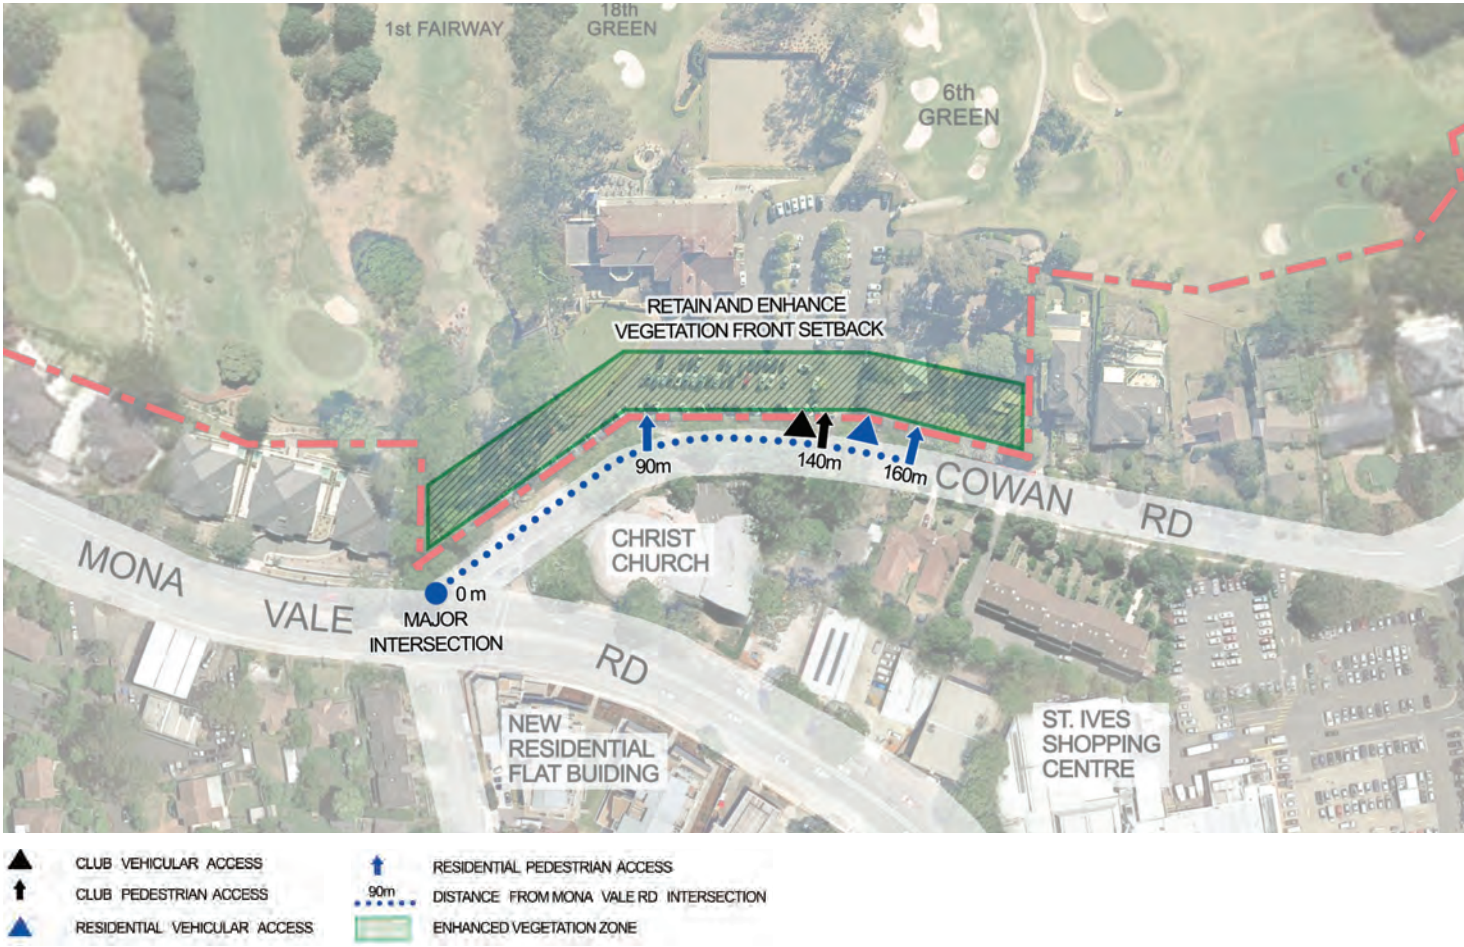 1st FAIRWAY
18th
GREEN
6th
GREEN
RETAIN AND ENHANCE
VEGETATION FRONT SETBACK
90m
140m
160m
COWAN RD
CHRIST
CHURCH
MONA VALE RD
0 m
MAJOR
INTERSECTION
NEW
RESIDENTIAL
FLAT BUIDING
ST. IVES
SHOPPING
CENTRE
CLUB VEHICULAR ACCESS
CLUB PEDESTRIAN ACCESS
RESIDENTIAL VEHICULAR ACCESS
RESIDENTIAL PEDESTRIAN ACCESS
90m
DISTANCE FROM MONA VALE RD INTERSECTION
ENHANCED VEGETATION ZONE